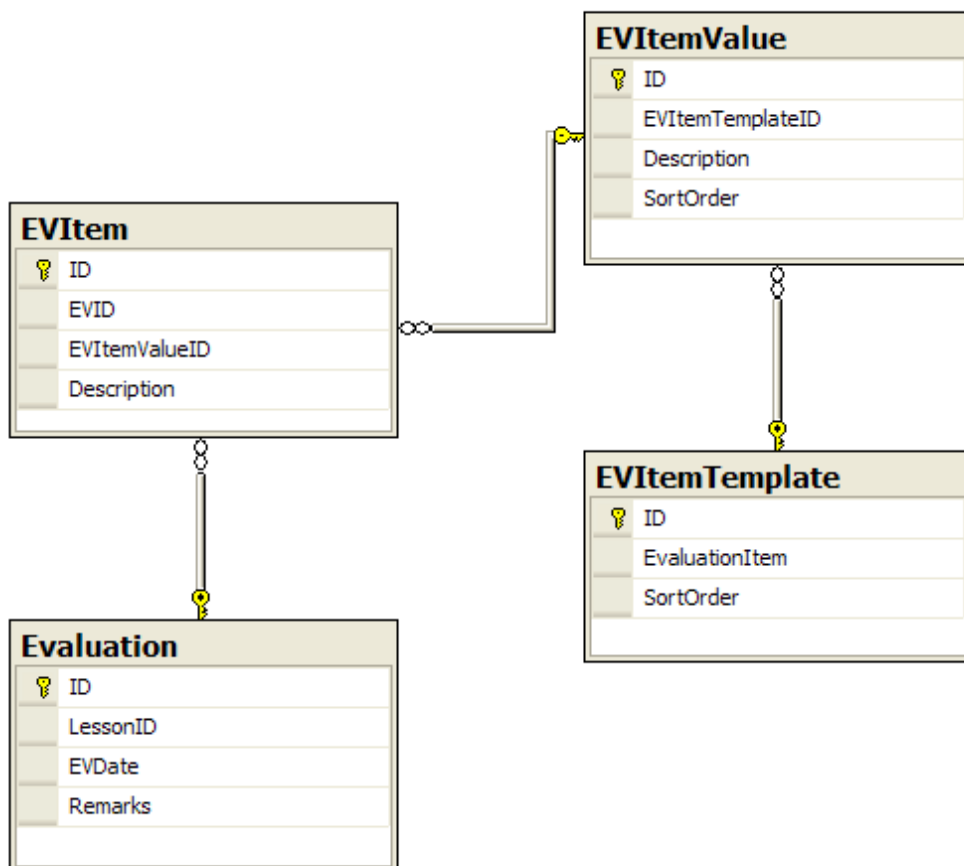 EVItemValue
ID
EVItemTemplateID
Description
SortOrder
EVItem
ID
EVID
EVItemValueID
Description
EVItemTemplate
ID
EvaluationItem
SortOrder
Evaluation
ID
LessonID
EVDate
Remarks